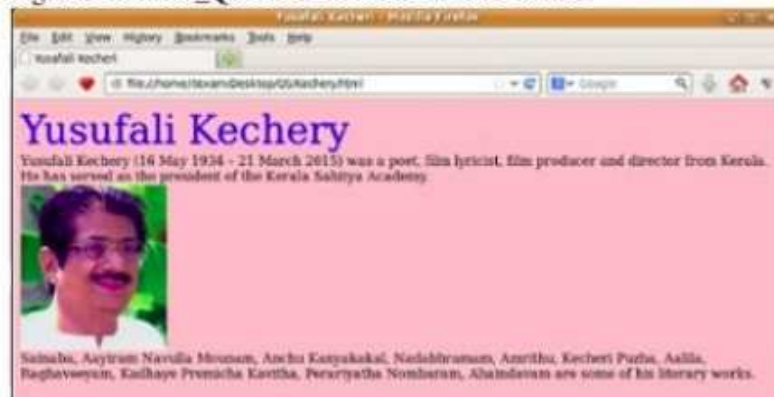 Yusufali Kecheri - Mozilla Firefox
File Edit View History Bookmarks Tools Help
Yusufali Kecheri
Google
Yusufali Kechery
Yusufali Kechery (16 May 1934 - 21 March 2015) was a poet, film lyricist, film producer and director from Kerala.
He has served as the president of the Kerala Sahitya Academy.
Sainaba, Aayiram Navulla Mounam, Anchu Kanyakakal, Nadabhramam, Amrithu, Kecheri Puzha, Aalila,
Raghaveeyam, Kadhaye Premicha Kavitha, Perariyatha Nombaram, Ahaindavam are some of his literary works.